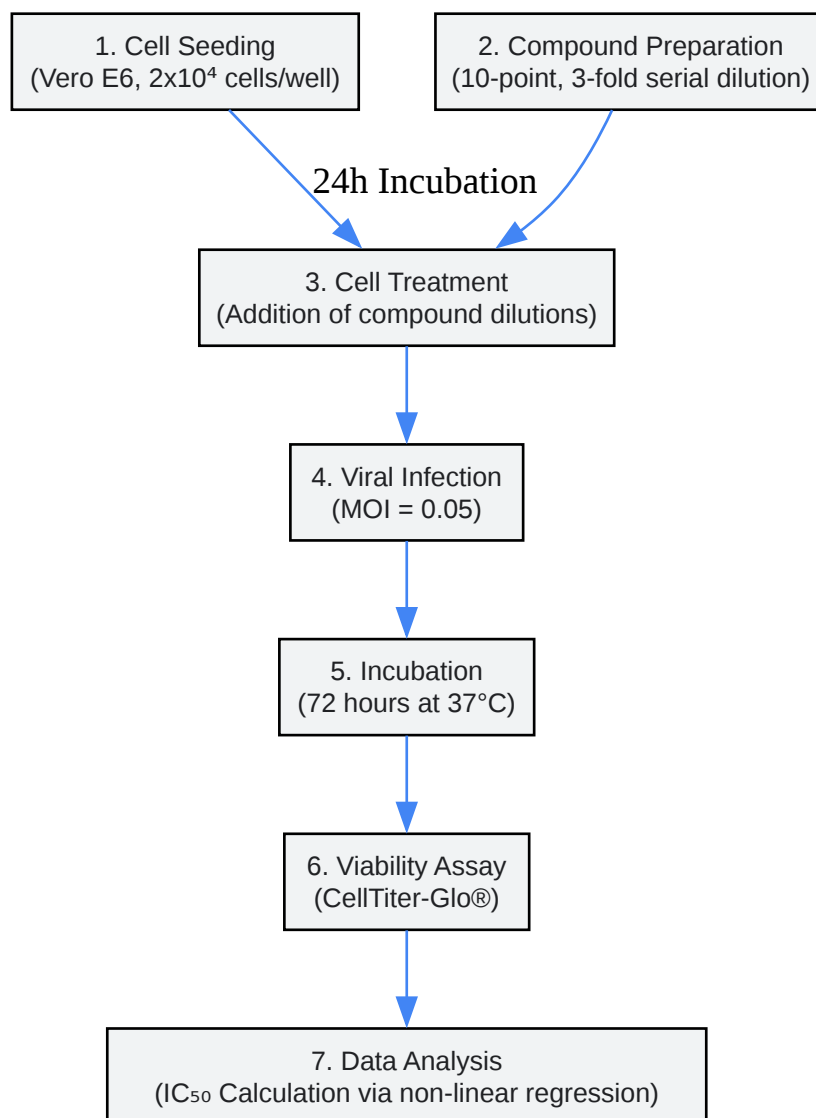 1. Cell Seeding
(Vero E6, 2x10⁴ cells/well)
2. Compound Preparation
(10-point, 3-fold serial dilution)
24h Incubation
3. Cell Treatment
(Addition of compound dilutions)
4. Viral Infection
(MOI = 0.05)
5. Incubation
(72 hours at 37°C)
6. Viability Assay
(CellTiter-Glo®)
7. Data Analysis
(IC₅₀ Calculation via non-linear regression)